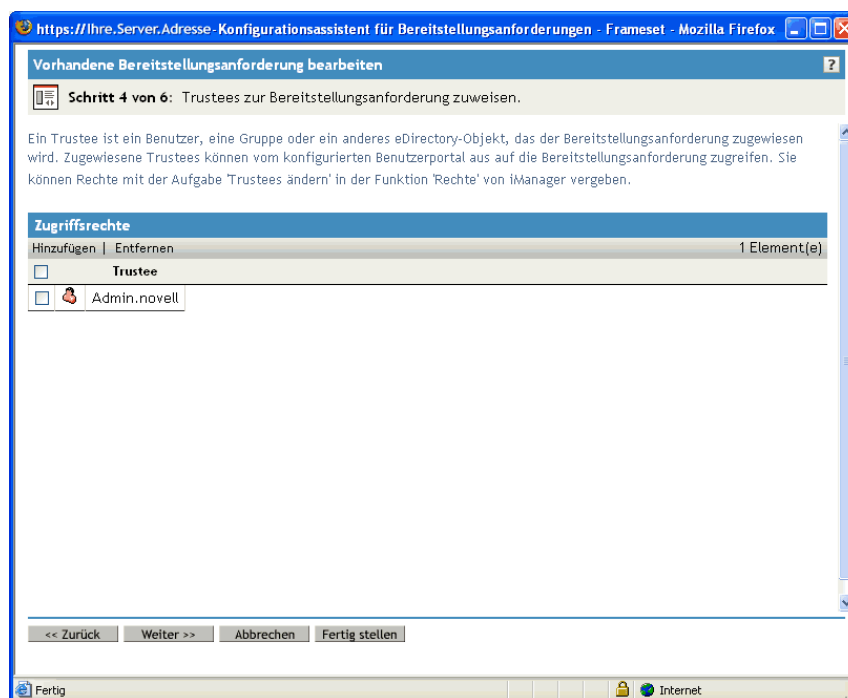 https://Ihre.Server.Adresse-Konfigurationsassistent für Bereitstellungsanforderungen - Frameset - Mozilla Firefox
Vorhandene Bereitstellungsanforderung bearbeiten
?
Schritt 4 von 6: Trustees zur Bereitstellungsanforderung zuweisen.
Ein Trustee ist ein Benutzer, eine Gruppe oder ein anderes eDirectory-Objekt, das der Bereitstellungsanforderung zugewiesen
wird. Zugewiesene Trustees können vom konfigurierten Benutzerportal aus auf die Bereitstellungsanforderung zugreifen. Sie
können Rechte mit der Aufgabe 'Trustees ändern' in der Funktion 'Rechte' von iManager vergeben.
Zugriffsrechte
Hinzufügen | Entfernen 1 Element(e)
Trustee
Admin.novell
<< Zurück Weiter >> Abbrechen Fertig stellen
Fertig Internet